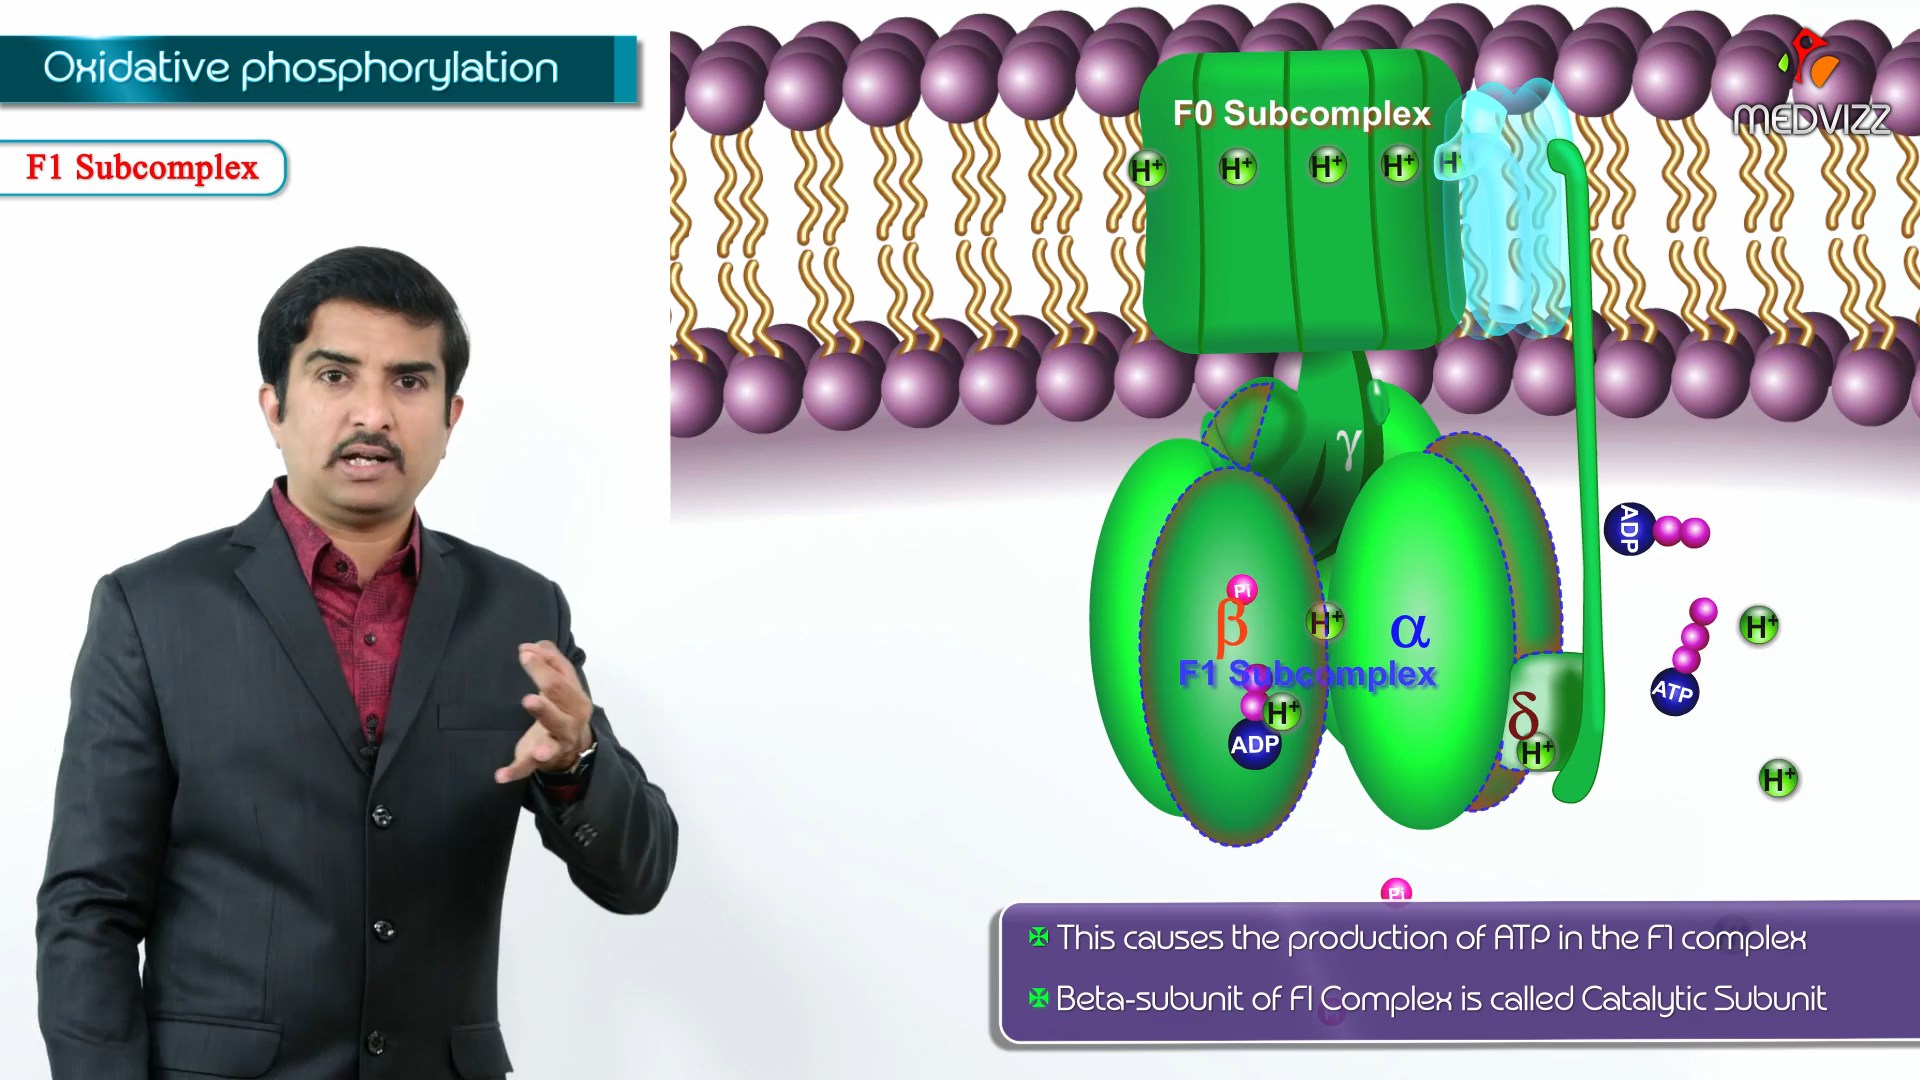 Oxidative phosphorylation
F1 Subcomplex
MEDVIZZ
F0 Subcomplex
H+ H+ H+ H+ H+
γ
ADP
Pi
β
H+
α
H+
F1 Subcomplex
ATP
H+
δ
ADP
H+
H+
Pi
This causes the production of ATP in the F1 complex
Beta-subunit of F1 Complex is called Catalytic Subunit